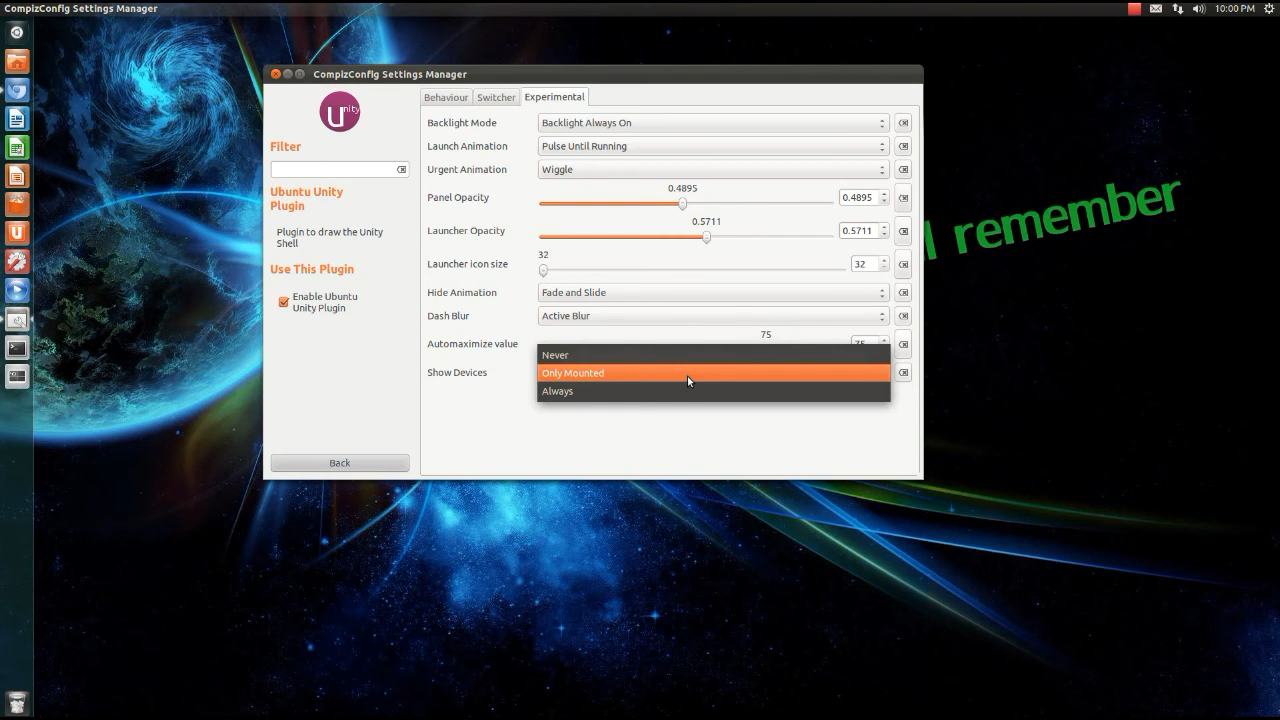 CompizConfig Settings Manager
10:00 PM
CompizConfig Settings Manager
Unity
Filter
Ubuntu Unity
Plugin
Plugin to draw the Unity
Shell
Use This Plugin
Enable Ubuntu
Unity Plugin
Back
Behaviour
Switcher
Experimental
Backlight Mode
Backlight Always On
Launch Animation
Pulse Until Running
Urgent Animation
Wiggle
0.4895
Panel Opacity
0.4895
0.5711
Launcher Opacity
0.5711
32
Launcher icon size
32
Hide Animation
Fade and Slide
Dash Blur
Active Blur
75
Automaximize value
75
Never
Show Devices
Only Mounted
Always
remember